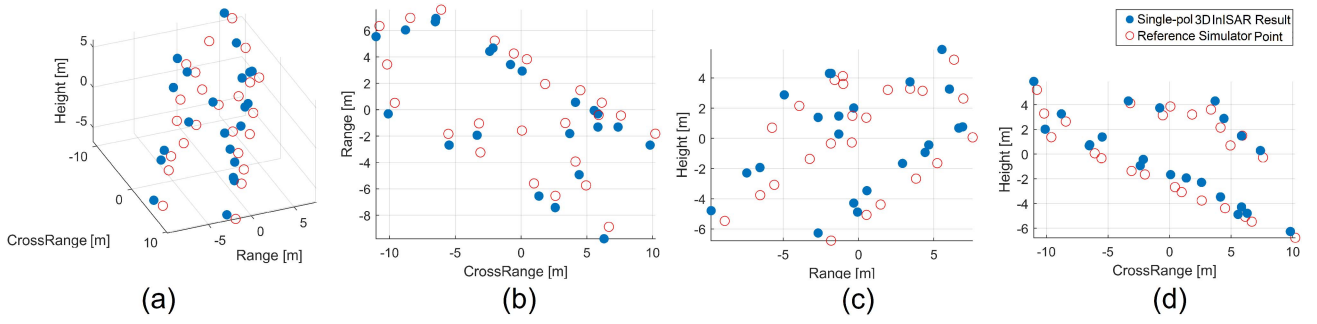 Single-pol 3DInISAR Result
Reference Simulator Point
Height [m]
5
0
-5
-10
0
10
CrossRange [m]
-5
0
5
Range [m]
(a)
Range [m]
6
4
2
0
-2
-4
-6
-8
-10 -5 0 5 10
CrossRange [m]
(b)
Height [m]
4
2
0
-2
-4
-6
-5 0 5
Range [m]
(c)
Height [m]
4
2
0
-2
-4
-6
-10 -5 0 5 10
CrossRange [m]
(d)